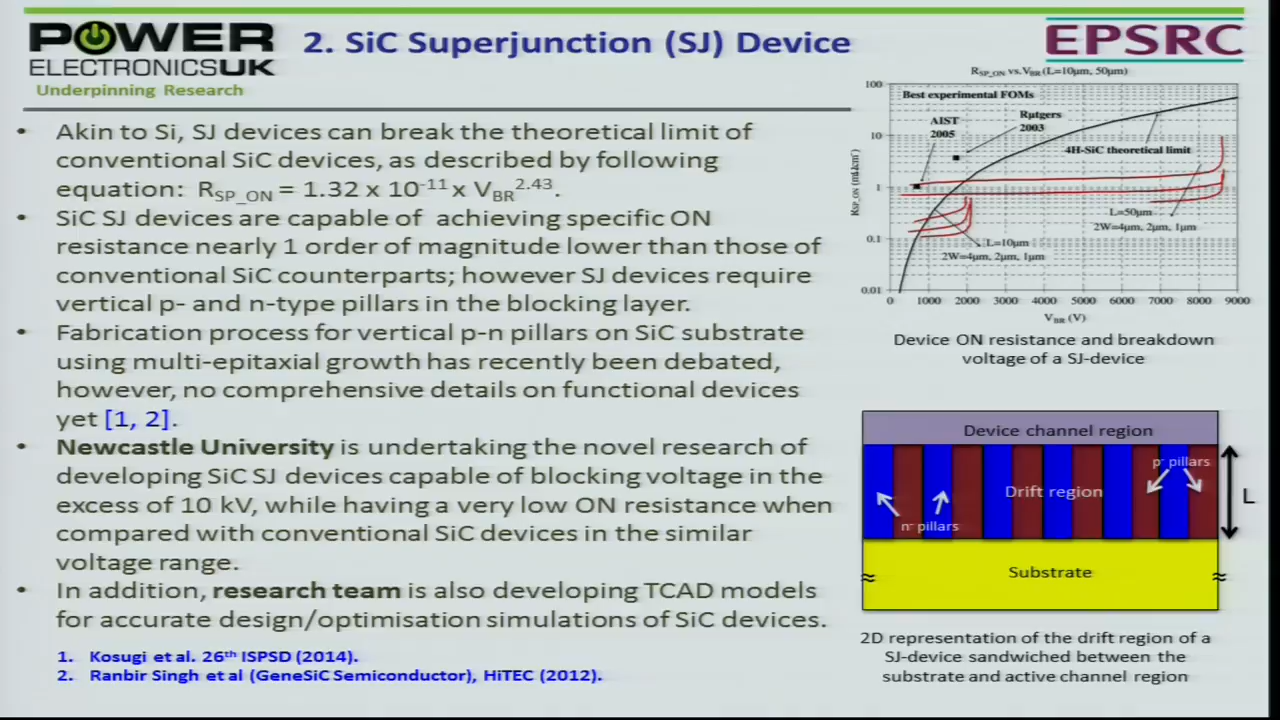 POWER
ELECTRONICSUK
Underpinning Research
2. SiC Superjunction (SJ) Device
EPSRC
• Akin to Si, SJ devices can break the theoretical limit of
conventional SiC devices, as described by following
equation: R_SP_ON = 1.32 x 10^-11 x V_BR^2.43.
• SiC SJ devices are capable of achieving specific ON
resistance nearly 1 order of magnitude lower than those of
conventional SiC counterparts; however SJ devices require
vertical p- and n-type pillars in the blocking layer.
• Fabrication process for vertical p-n pillars on SiC substrate
using multi-epitaxial growth has recently been debated,
however, no comprehensive details on functional devices
yet [1, 2].
• Newcastle University is undertaking the novel research of
developing SiC SJ devices capable of blocking voltage in the
excess of 10 kV, while having a very low ON resistance when
compared with conventional SiC devices in the similar
voltage range.
• In addition, research team is also developing TCAD models
for accurate design/optimisation simulations of SiC devices.
1. Kosugi et al. 26th ISPSD (2014).
2. Ranbir Singh et al (GeneSiC Semiconductor), HiTEC (2012).
R_SP_ON vs. V_BR (L=10μm, 50μm)
100
10
1
0.1
0.01
R_SP_ON (mΩcm²)
Best experimental FOMs
AIST
2005
Rutgers
2003
4H-SiC theoretical limit
L=50μm
2W=4μm, 2μm, 1μm
L=10μm
2W=4μm, 2μm, 1μm
0 1000 2000 3000 4000 5000 6000 7000 8000 9000
V_BR (V)
Device ON resistance and breakdown
voltage of a SJ-device
Device channel region
p- pillars
Drift region
L
n- pillars
Substrate
≈ ≈
2D representation of the drift region of a
SJ-device sandwiched between the
substrate and active channel region